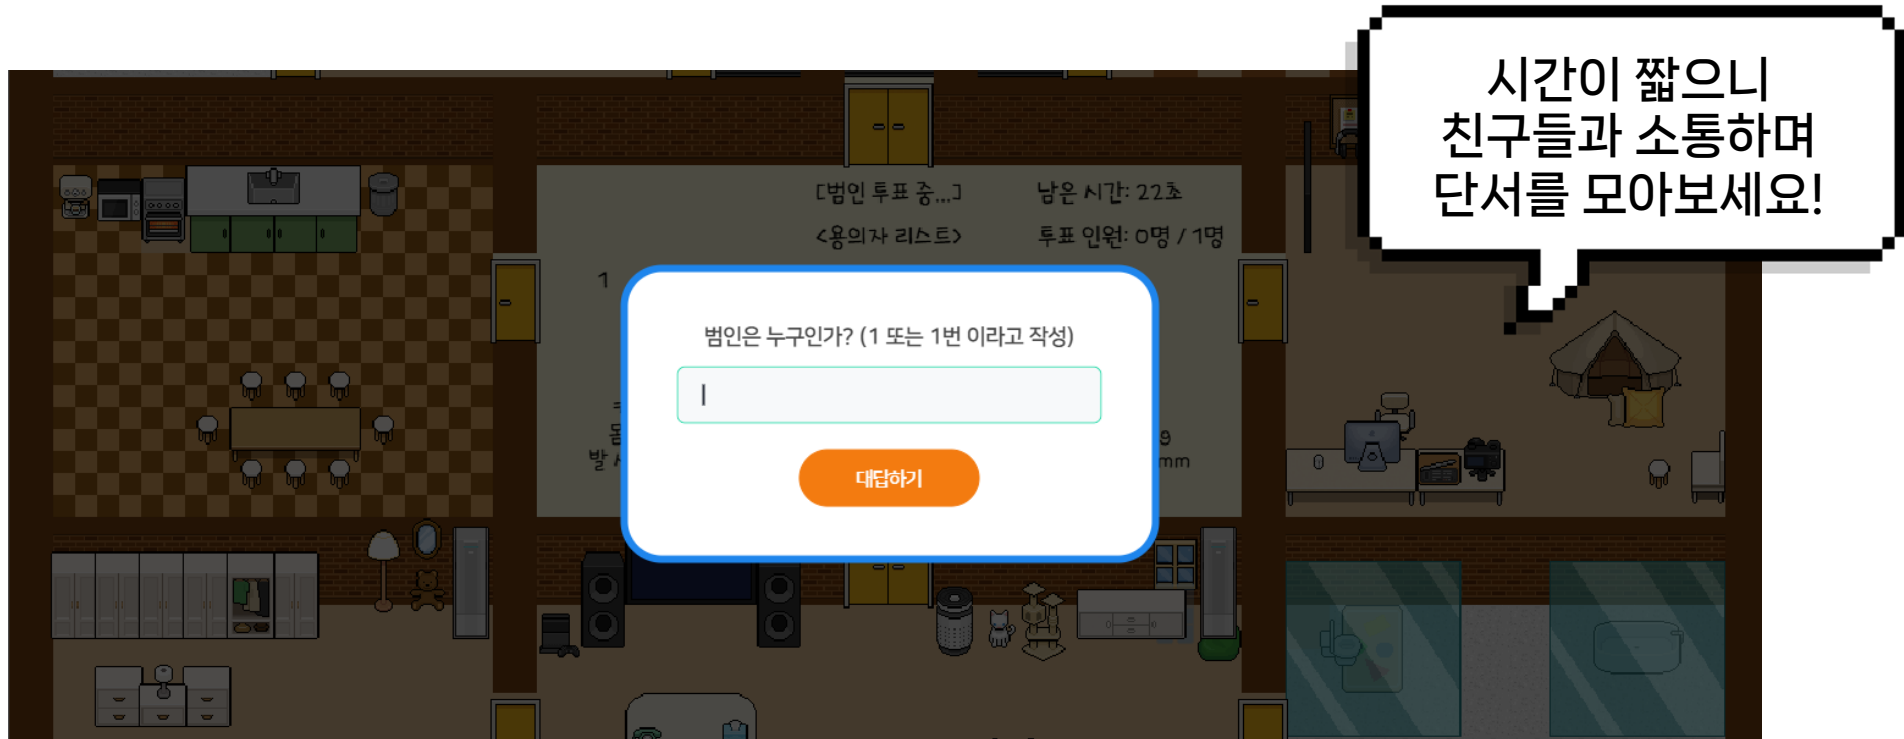 시간이 짧으니
친구들과 소통하며
단서를 모아보세요!
[범인 투표 중...] 남은 시간: 22초
<용의자 리스트> 투표 인원: 0명 / 1명
1
범인은 누구인가? (1 또는 1번 이라고 작성)
발
mm
대답하기